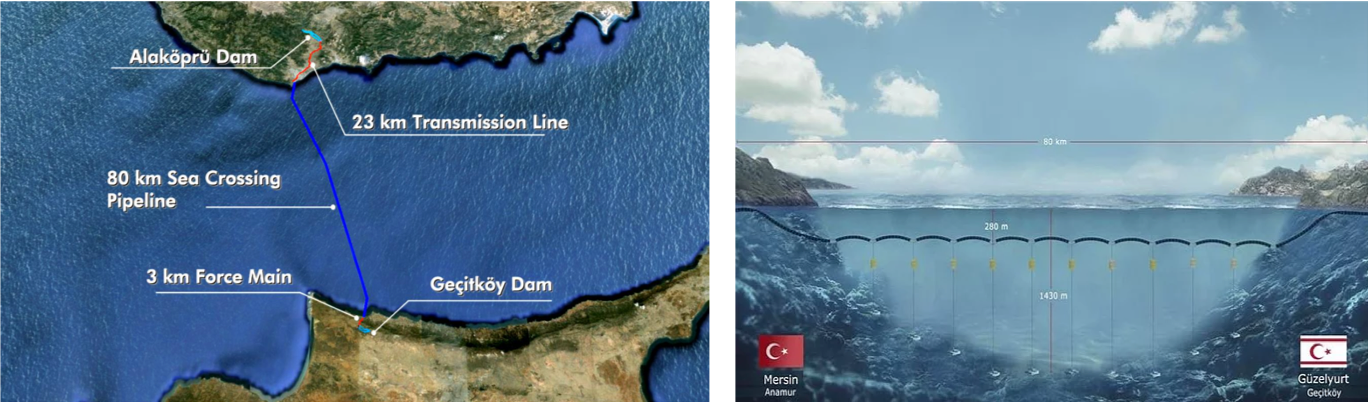 Alaköprü Dam
23 km Transmission Line
80 km Sea Crossing
Pipeline
3 km Force Main
Geçitköy Dam
80 km
280 m
1430 m
Mersin
Anamur
Güzelyurt
Geçitköy